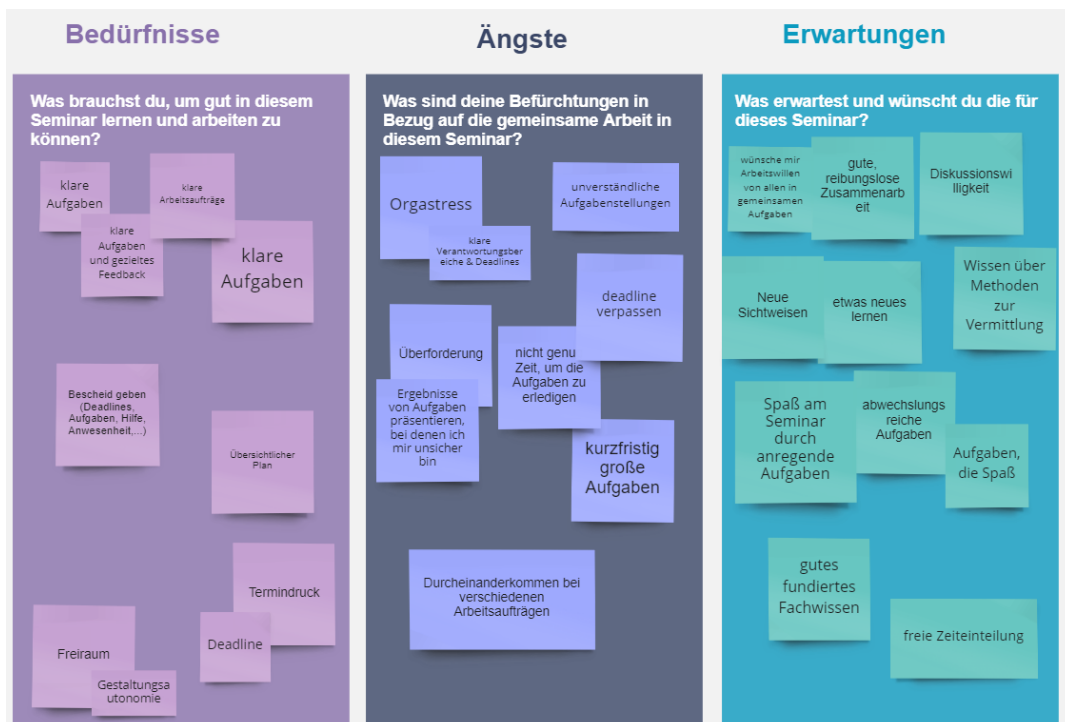 Bedürfnisse
Was brauchst du, um gut in diesem
Seminar lernen und arbeiten zu
können?
klare
Aufgaben
klare
Arbeitsaufträge
klare
Aufgaben
und gezieltes
Feedback
klare
Aufgaben
Bescheid geben
(Deadlines,
Aufgaben, Hilfe,
Anwesenheit,...)
Übersichtlicher
Plan
Termindruck
Deadline
Freiraum
Gestaltungsa
utonomie
Ängste
Was sind deine Befürchtungen in
Bezug auf die gemeinsame Arbeit in
diesem Seminar?
Orgastress
unverständliche
Aufgabenstellungen
klare
Verantwortungsber
eiche & Deadlines
deadline
verpassen
Überforderung
nicht genu
Zeit, um die
Aufgaben zu
erledigen
Ergebnisse
von Aufgaben
präsentieren,
bei denen ich
mir unsicher
bin
kurzfristig
große
Aufgaben
Durcheinanderkommen bei
verschiedenen
Arbeitsaufträgen
Erwartungen
Was erwartest und wünscht du die für
dieses Seminar?
wünsche mir
Arbeitswillen
von allen in
gemeinsamen
Aufgaben
gute,
reibungslose
Zusammenarb
eit
Diskussionswi
lligkeit
Neue
Sichtweisen
etwas neues
lernen
Wissen über
Methoden
zur
Vermittlung
Spaß am
Seminar
durch
anregende
Aufgaben
abwechslungs
reiche
Aufgaben
Aufgaben,
die Spaß
gutes
fundiertes
Fachwissen
freie Zeiteinteilung